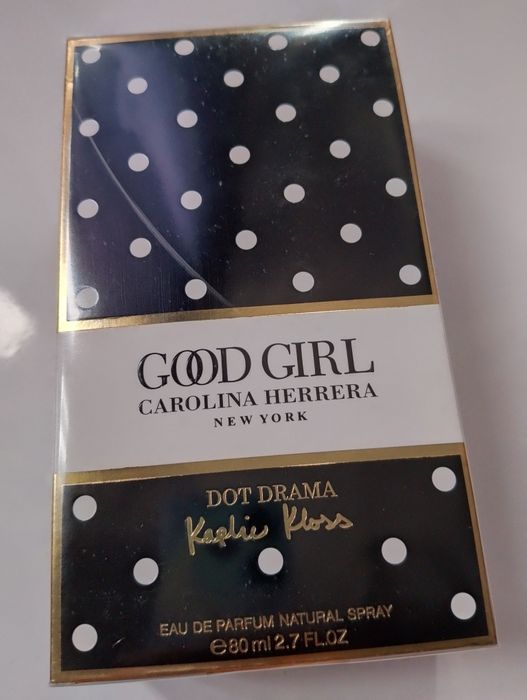 GOOD GIRL
CAROLINA HERRERA
NEW YORK
DOT DRAMA
Karlie Kloss
EAU DE PARFUM NATURAL SPRAY
℮80 ml 2.7 FL.OZ